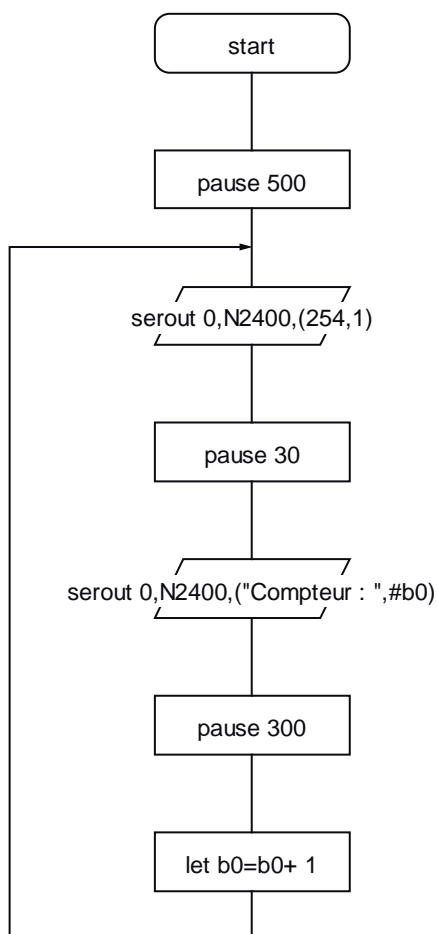 start
pause 500
serout 0,N2400,(254,1)
pause 30
serout 0,N2400,("Compteur : ",#b0)
pause 300
let b0=b0+ 1